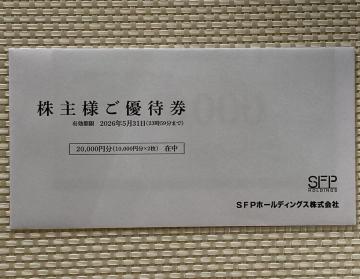 株主様ご優待券
有効期限 2026年5月31日(23時59分まで)
20,000円分(10,000円分×2枚) 在中
SFP
HOLDINGS
SFPホールディングス株式会社